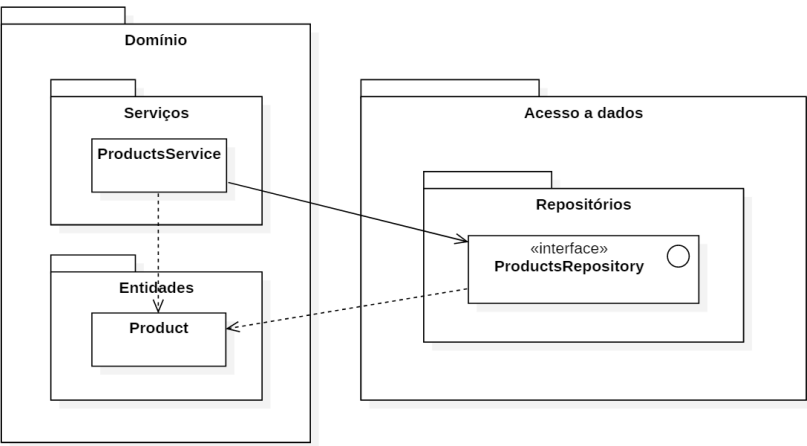 Domínio
Serviços
ProductsService
Entidades
Product
Acesso a dados
Repositórios
«interface»
ProductsRepository